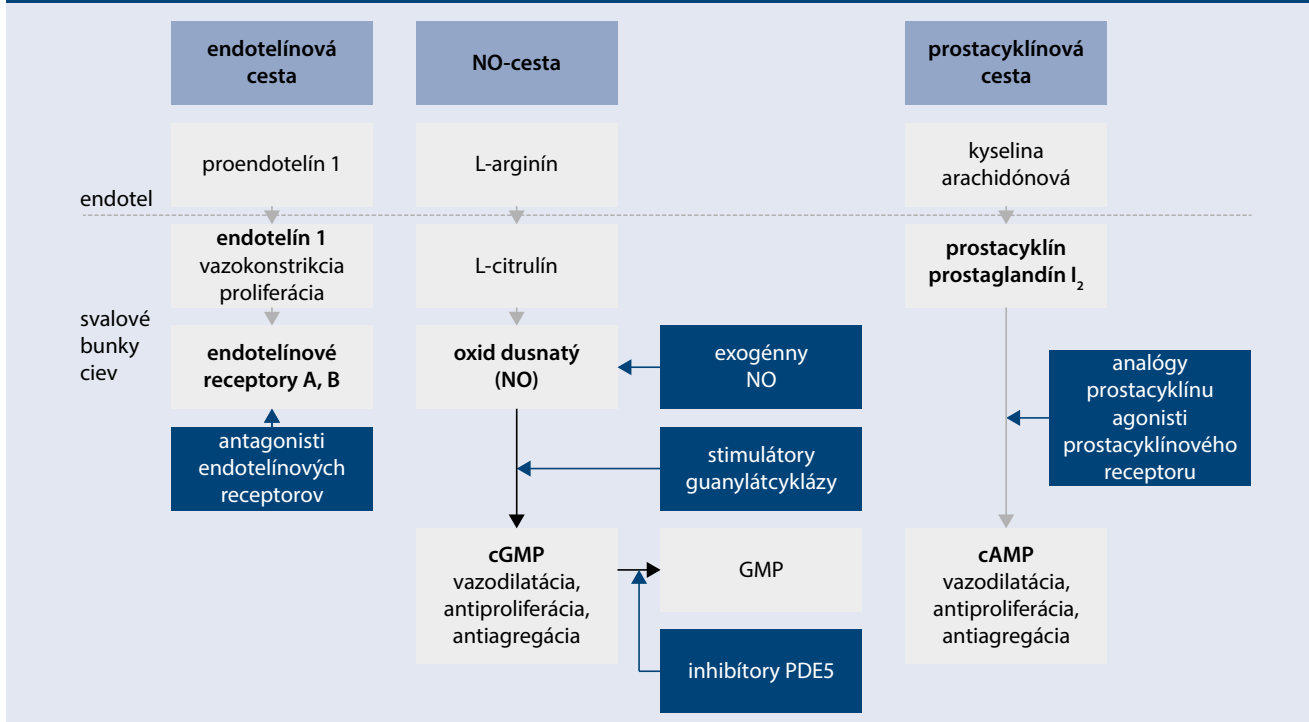 endotelínová
cesta
NO-cesta
prostacyklínová
cesta
proendotelín 1
L-arginín
kyselina
arachidónová
endotel
endotelín 1
vazokonstrikcia
proliferácia
L-citrulín
prostacyklín
prostaglandín I₂
svalové
bunky
ciev
endotelínové
receptory A, B
oxid dusnatý
(NO)
exogénny
NO
analógy
prostacyklínu
agonisti
prostacyklínového
receptoru
antagonisti
endotelínových
receptorov
stimulátory
guanylátcyklázy
cGMP
vazodilatácia,
antiproliferácia,
antiagregácia
GMP
cAMP
vazodilatácia,
antiproliferácia,
antiagregácia
inhibítory PDE5